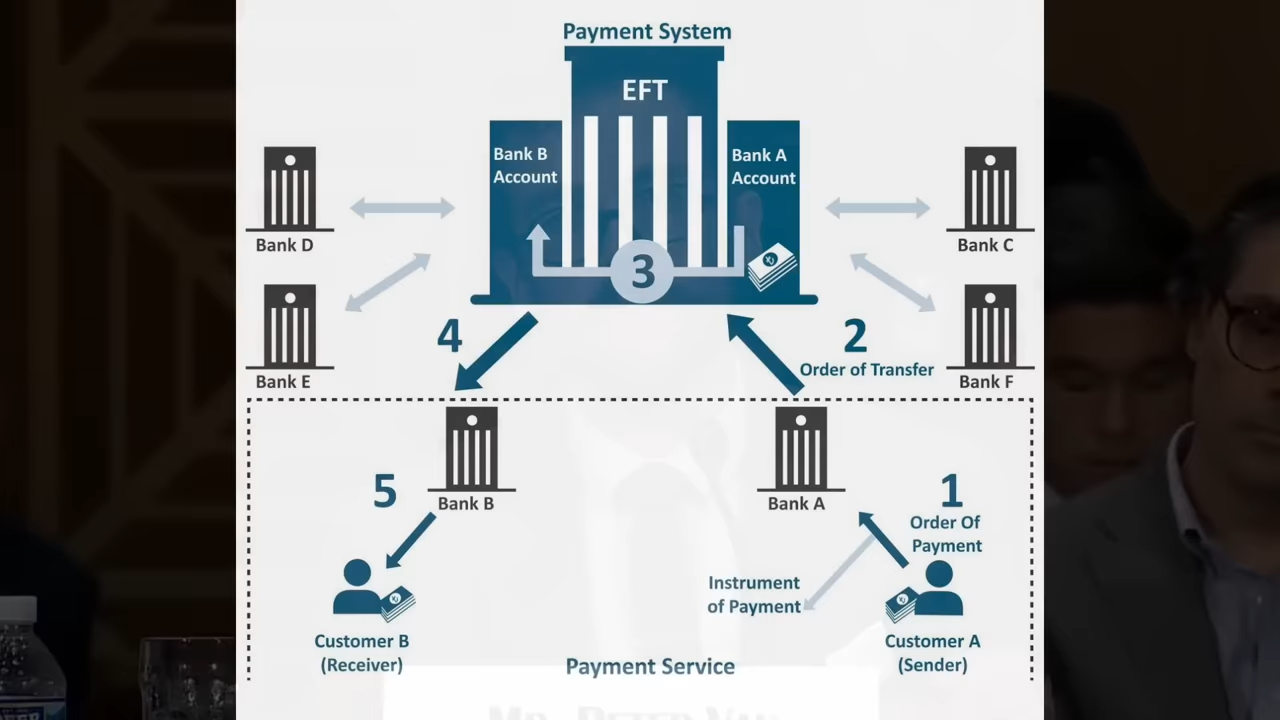 Payment System
EFT
Bank B
Account
Bank A
Account
Bank D
Bank C
3
4
2
Order of Transfer
Bank E
Bank F
Bank B
Bank A
5
1
Order Of
Payment
Instrument
of Payment
Customer B
(Receiver)
Customer A
(Sender)
Payment Service